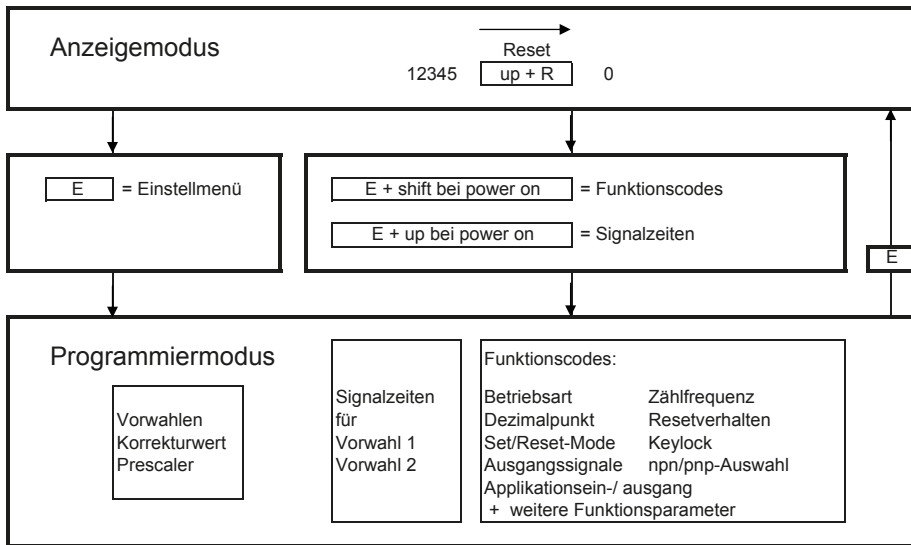 Anzeigemodus
Reset
12345 up + R 0
E = Einstellmenü
E + shift bei power on = Funktionscodes
E + up bei power on = Signalzeiten
E
Programmiermodus
Vorwahlen
Korrekturwert
Prescaler
Signalzeiten
für
Vorwahl 1
Vorwahl 2
Funktionscodes:
Betriebsart Zählfrequenz
Dezimalpunkt Resetverhalten
Set/Reset-Mode Keylock
Ausgangssignale npn/pnp-Auswahl
Applikationsein-/ ausgang
+ weitere Funktionsparameter